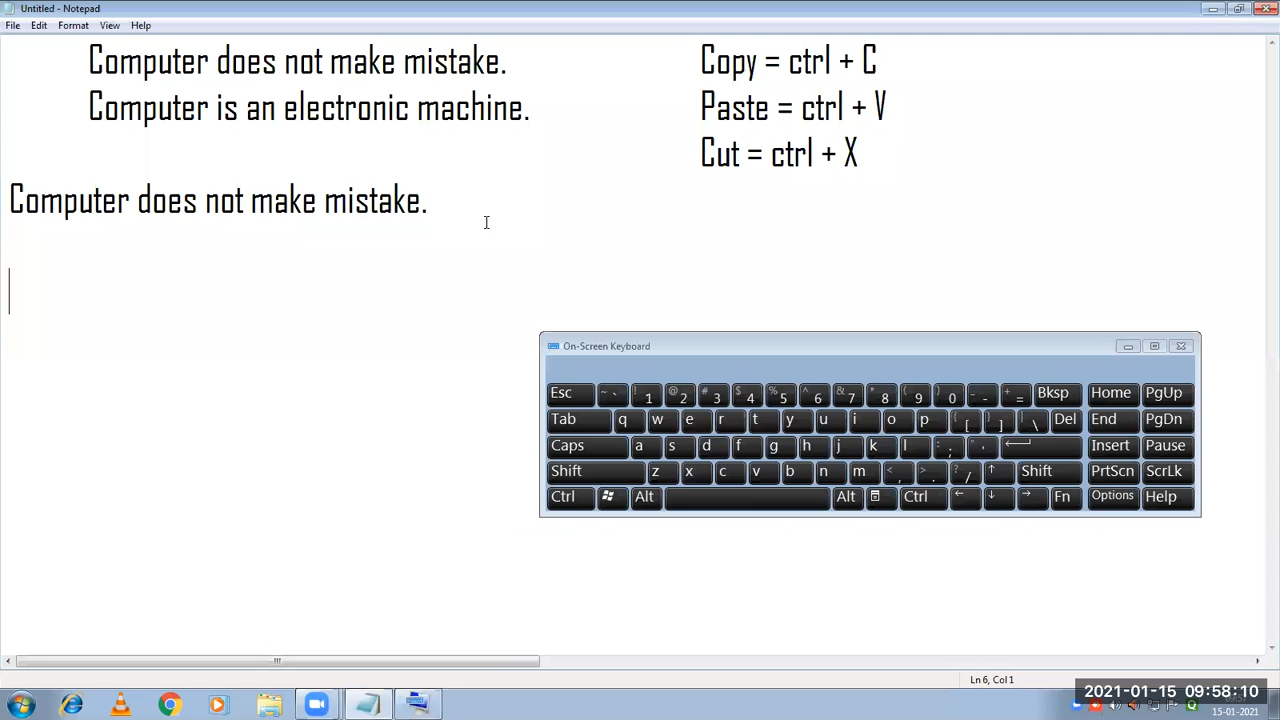 Untitled - Notepad
File Edit Format View Help
Computer does not make mistake. Copy = ctrl + C
Computer is an electronic machine. Paste = ctrl + V
Cut = ctrl + X
Computer does not make mistake.
On-Screen Keyboard
Esc ~ ` ! 1 @ 2 # 3 $ 4 % 5 ^ 6 & 7 * 8 ( 9 ) 0 _ - + = Bksp Home PgUp
Tab q w e r t y u i o p { [ } ] | \ Del End PgDn
Caps a s d f g h j k l : ; " ' Insert Pause
Shift z x c v b n m < , > . ? / ↑ Shift PrtScn ScrLk
Ctrl Alt Alt Ctrl ← ↓ → Fn Options Help
Ln 6, Col 1
2021-01-15 09:58:10
15-01-2021